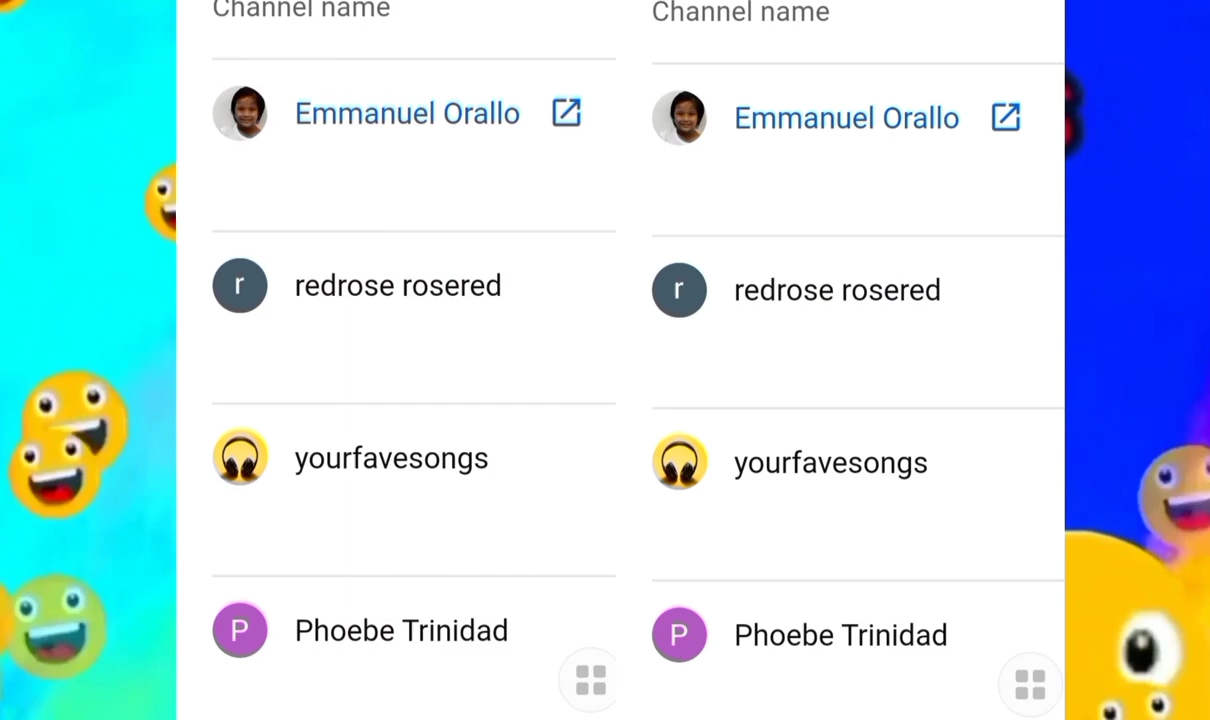 Channel name
Emmanuel Orallo
r redrose rosered
yourfavesongs
P Phoebe Trinidad
Channel name
Emmanuel Orallo
r redrose rosered
yourfavesongs
P Phoebe Trinidad